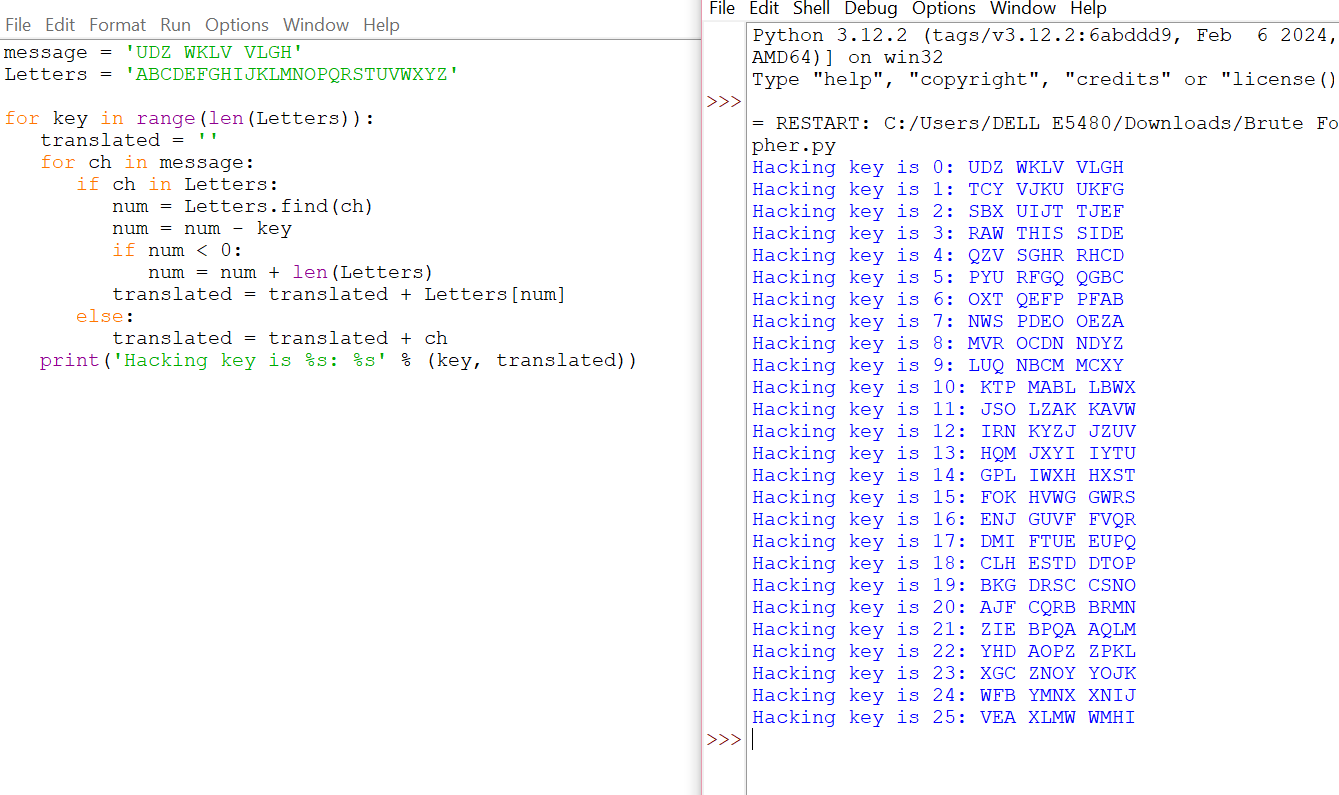 File Edit Format Run Options Window Help
message = 'UDZ WKLV VLGH'
Letters = 'ABCDEFGHIJKLMNOPQRSTUVWXYZ'
for key in range(len(Letters)):
   translated = ''
   for ch in message:
      if ch in Letters:
         num = Letters.find(ch)
         num = num - key
         if num < 0:
            num = num + len(Letters)
         translated = translated + Letters[num]
      else:
         translated = translated + ch
   print('Hacking key is %s: %s' % (key, translated))
File Edit Shell Debug Options Window Help
Python 3.12.2 (tags/v3.12.2:6abddd9, Feb  6 2024,
AMD64)] on win32
Type "help", "copyright", "credits" or "license()
>>>
= RESTART: C:/Users/DELL E5480/Downloads/Brute Fo
pher.py
Hacking key is 0: UDZ WKLV VLGH
Hacking key is 1: TCY VJKU UKFG
Hacking key is 2: SBX UIJT TJEF
Hacking key is 3: RAW THIS SIDE
Hacking key is 4: QZV SGHR RHCD
Hacking key is 5: PYU RFGQ QGBC
Hacking key is 6: OXT QEFP PFAB
Hacking key is 7: NWS PDEO OEZA
Hacking key is 8: MVR OCDN NDYZ
Hacking key is 9: LUQ NBCM MCXY
Hacking key is 10: KTP MABL LBWX
Hacking key is 11: JSO LZAK KAVW
Hacking key is 12: IRN KYZJ JZUV
Hacking key is 13: HQM JXYI IYTU
Hacking key is 14: GPL IWXH HXST
Hacking key is 15: FOK HVWG GWRS
Hacking key is 16: ENJ GUVF FVQR
Hacking key is 17: DMI FTUE EUPQ
Hacking key is 18: CLH ESTD DTOP
Hacking key is 19: BKG DRSC CSNO
Hacking key is 20: AJF CQRB BRMN
Hacking key is 21: ZIE BPQA AQLM
Hacking key is 22: YHD AOPZ ZPKL
Hacking key is 23: XGC ZNOY YOJK
Hacking key is 24: WFB YMNX XNIJ
Hacking key is 25: VEA XLMW WMHI
>>>